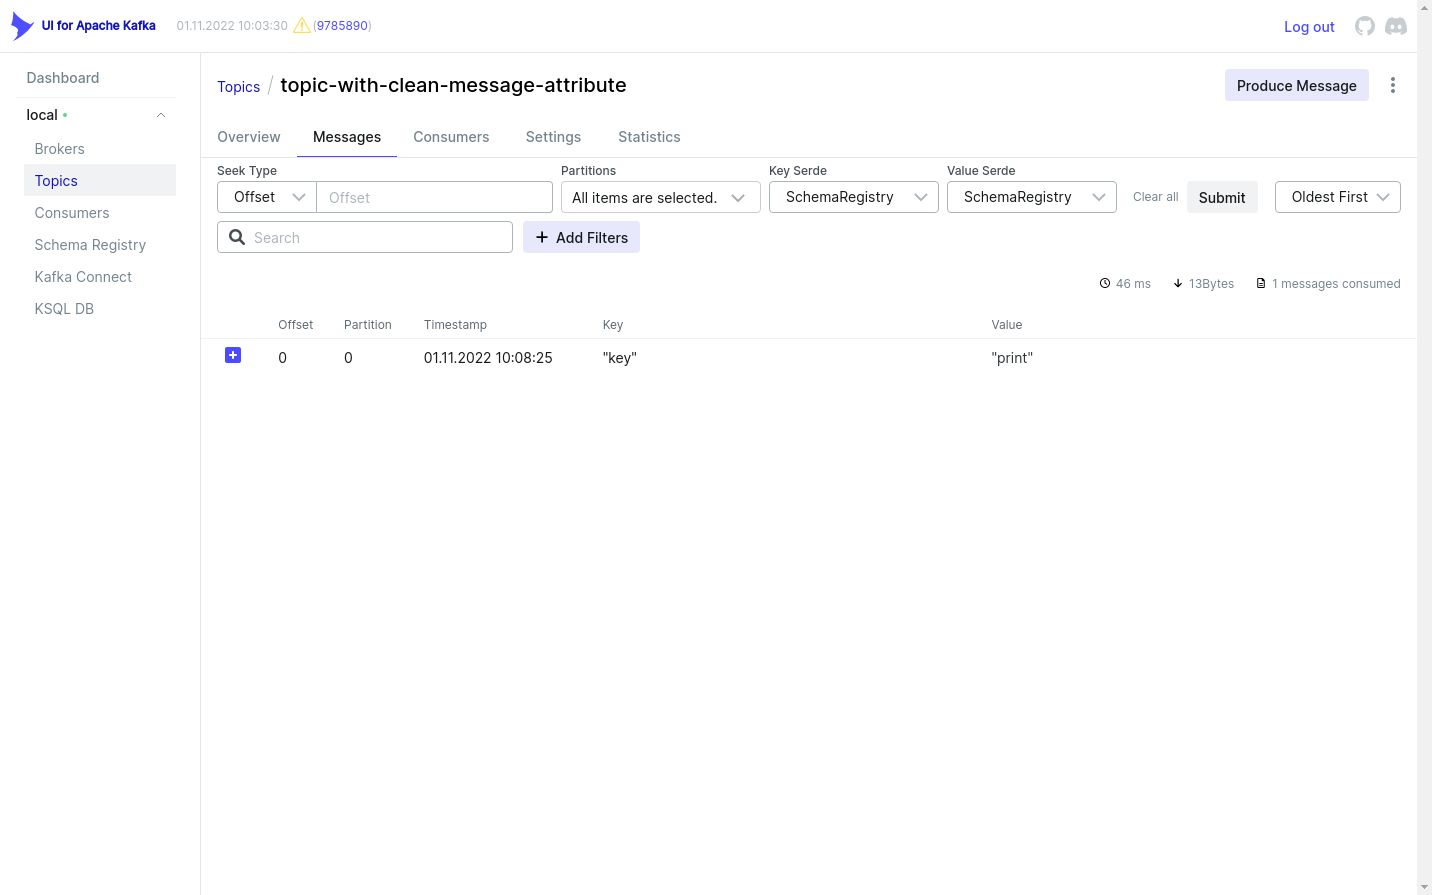 UI for Apache Kafka 01.11.2022 10:03:30 (9785890) Log out
Dashboard
local
Brokers
Topics
Consumers
Schema Registry
Kafka Connect
KSQL DB
Topics / topic-with-clean-message-attribute Produce Message
Overview Messages Consumers Settings Statistics
Seek Type Partitions Key Serde Value Serde
Offset Offset All items are selected. SchemaRegistry SchemaRegistry Clear all Submit Oldest First
Search Add Filters
46 ms 13Bytes 1 messages consumed
Offset Partition Timestamp Key Value
0 0 01.11.2022 10:08:25 "key" "print"